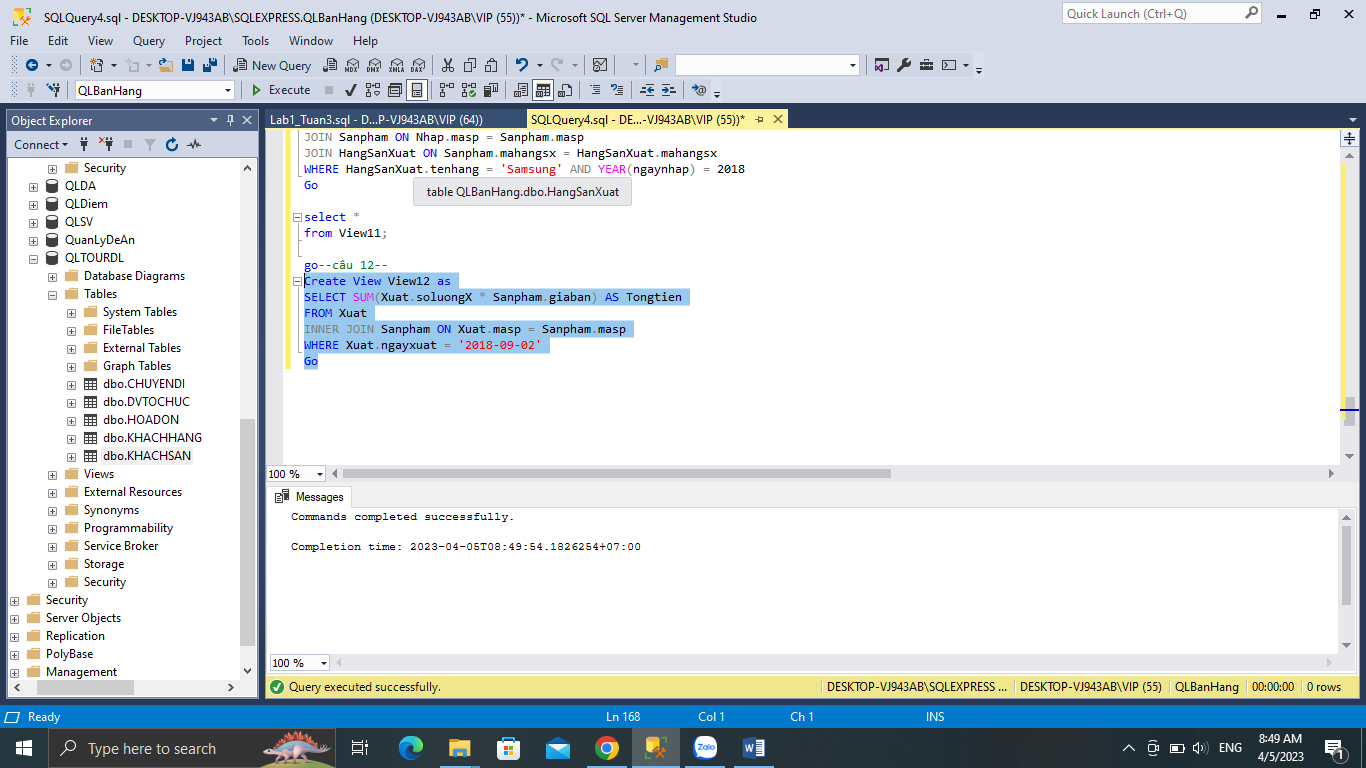 SQLQuery4.sql - DESKTOP-VJ943AB\SQLEXPRESS.QLBanHang (DESKTOP-VJ943AB\VIP (55))* - Microsoft SQL Server Management Studio
Quick Launch (Ctrl+Q)
File Edit View Query Project Tools Window Help
New Query MDX DMX XMLA DAX
QLBanHang Execute
Object Explorer
Connect
Security
QLDA
QLDiem
QLSV
QuanLyDeAn
QLTOURDL
Database Diagrams
Tables
System Tables
FileTables
External Tables
Graph Tables
dbo.CHUYENDI
dbo.DVTOCHUC
dbo.HOADON
dbo.KHACHHANG
dbo.KHACHSAN
Views
External Resources
Synonyms
Programmability
Service Broker
Storage
Security
Security
Server Objects
Replication
PolyBase
Management
Lab1_Tuan3.sql - D...P-VJ943AB\VIP (64)) SQLQuery4.sql - DE...-VJ943AB\VIP (55))*
JOIN Sanpham ON Nhap.masp = Sanpham.masp
JOIN HangSanXuat ON Sanpham.mahangsx = HangSanXuat.mahangsx
WHERE HangSanXuat.tenhang = 'Samsung' AND YEAR(ngaynhap) = 2018
Go
table QLBanHang.dbo.HangSanXuat
select *
from View11;
go--câu 12--
Create View View12 as
SELECT SUM(Xuat.soluongX * Sanpham.giaban) AS Tongtien
FROM Xuat
INNER JOIN Sanpham ON Xuat.masp = Sanpham.masp
WHERE Xuat.ngayxuat = '2018-09-02'
Go
100 %
Messages
Commands completed successfully.
Completion time: 2023-04-05T08:49:54.1826254+07:00
100 %
Query executed successfully. DESKTOP-VJ943AB\SQLEXPRESS ... DESKTOP-VJ943AB\VIP (55) QLBanHang 00:00:00 0 rows
Ready Ln 168 Col 1 Ch 1 INS
Type here to search
Zalo
ENG
8:49 AM
4/5/2023
1